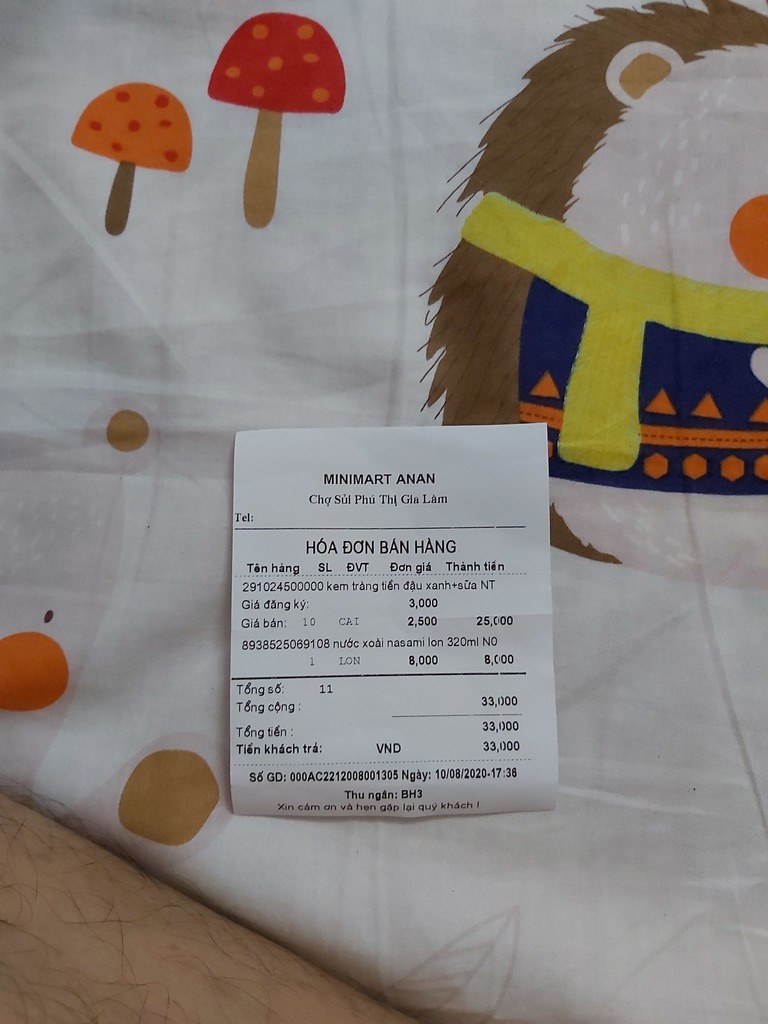 MINIMART ANAN
Chợ Sủi Phú Thị Gia Lâm
Tel:
HÓA ĐƠN BÁN HÀNG
Tên hàng SL ĐVT Đơn giá Thành tiền
291024500000 kem tràng tiền đậu xanh+sữa NT
Giá đăng ký: 3,000
Giá bán: 10 CAI 2,500 25,000
8938525069108 nước xoài nasami lon 320ml N0
1 LON 8,000 8,000
Tổng số: 11
Tổng cộng : 33,000
Tổng tiền : 33,000
Tiền khách trả: VND 33,000
Số GD: 000AC2212008001305 Ngày: 10/08/2020-17:36
Thu ngân: BH3
Xin cảm ơn và hẹn gặp lại quý khách !